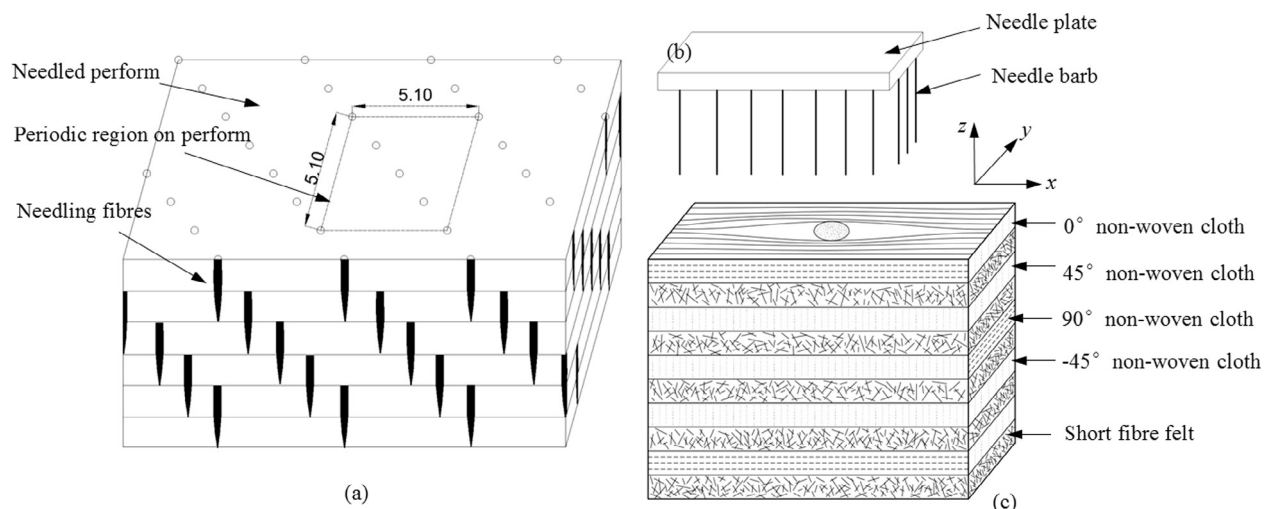 Needled perform
5.10
Periodic region on perform
5.10
Needling fibres
(a)
(b)
Needle plate
Needle barb
z
y
x
0° non-woven cloth
45° non-woven cloth
90° non-woven cloth
-45° non-woven cloth
Short fibre felt
(c)